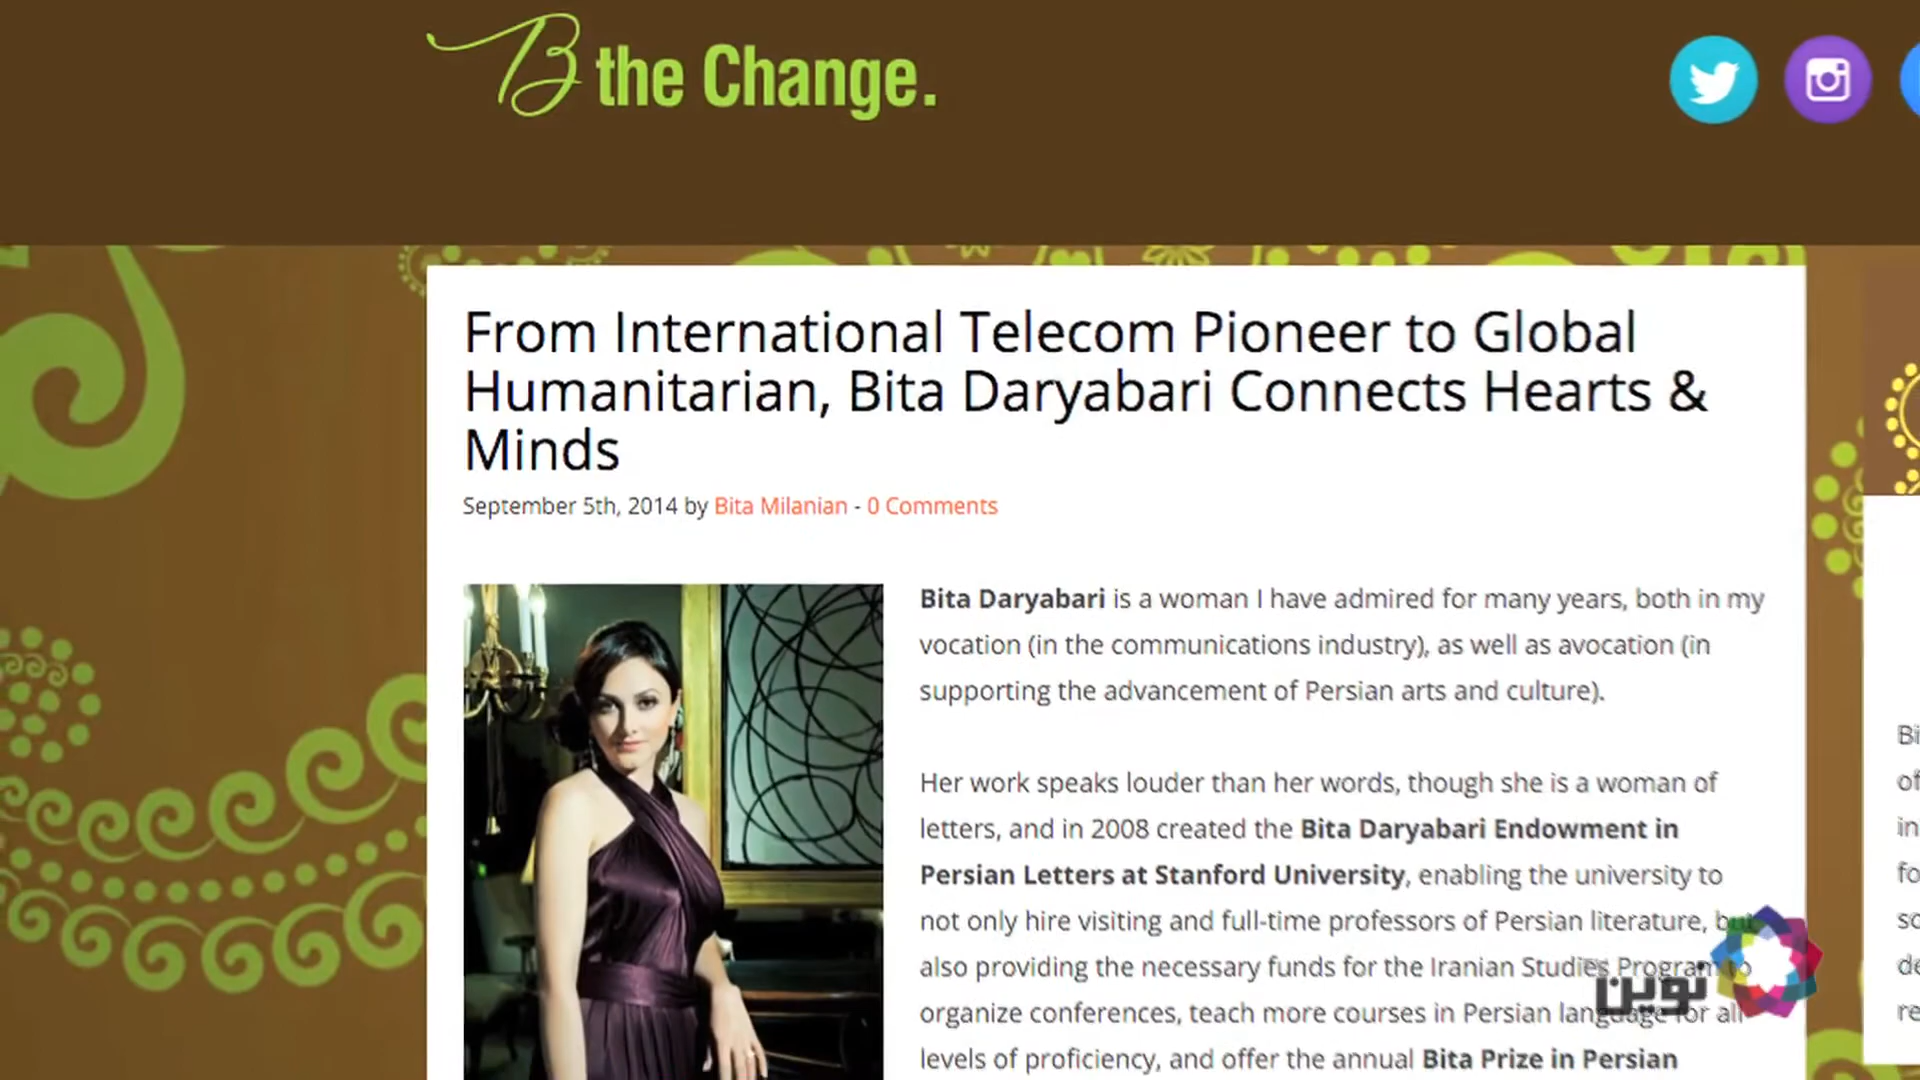 B the Change.
From International Telecom Pioneer to Global
Humanitarian, Bita Daryabari Connects Hearts &
Minds
September 5th, 2014 by Bita Milanian - 0 Comments
Bita Daryabari is a woman I have admired for many years, both in my
vocation (in the communications industry), as well as avocation (in
supporting the advancement of Persian arts and culture).
Her work speaks louder than her words, though she is a woman of
letters, and in 2008 created the Bita Daryabari Endowment in
Persian Letters at Stanford University, enabling the university to
not only hire visiting and full-time professors of Persian literature, but
also providing the necessary funds for the Iranian Studies Program to
organize conferences, teach more courses in Persian language for all
levels of proficiency, and offer the annual Bita Prize in Persian
نوین